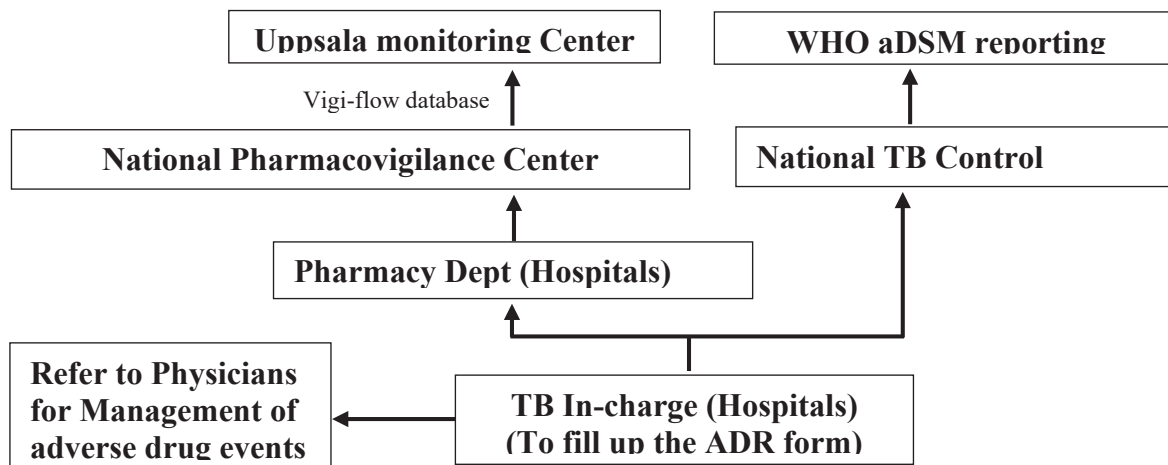 Uppsala monitoring Center
WHO aDSM reporting
Vigi-flow database
National Pharmacovigilance Center
National TB Control
Pharmacy Dept (Hospitals)
Refer to Physicians
for Management of
adverse drug events
TB In-charge (Hospitals)
(To fill up the ADR form)